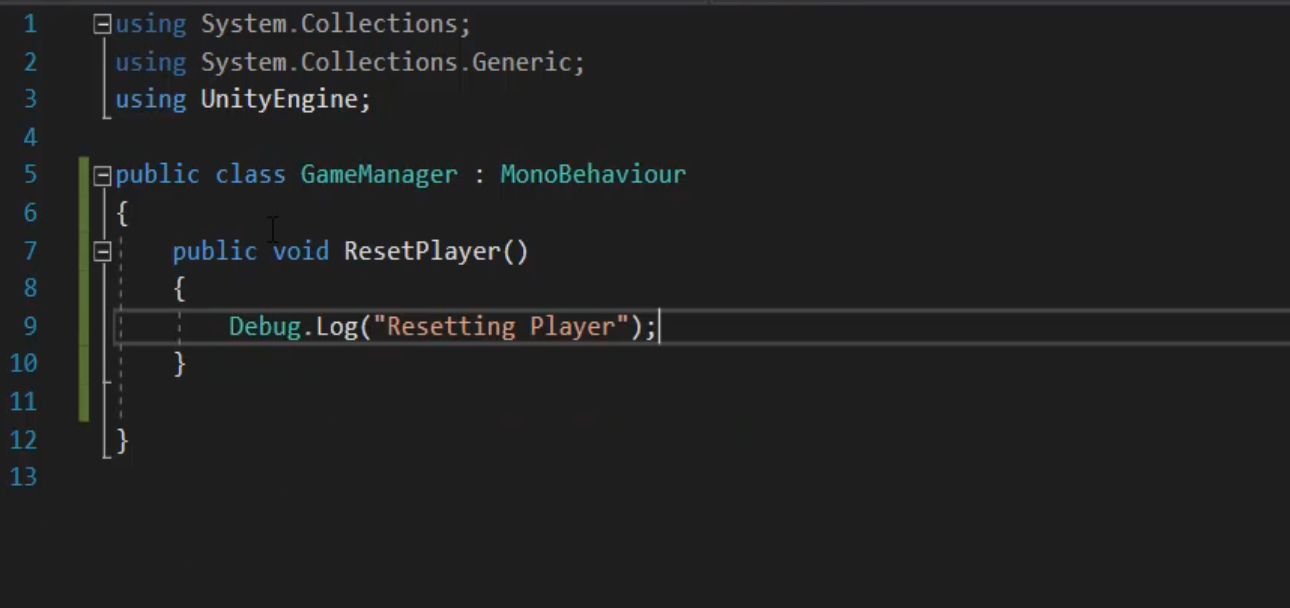 1 using System.Collections;
2 using System.Collections.Generic;
3 using UnityEngine;
4
5 public class GameManager : MonoBehaviour
6 {
7     public void ResetPlayer()
8     {
9         Debug.Log("Resetting Player");
10     }
11
12 }
13